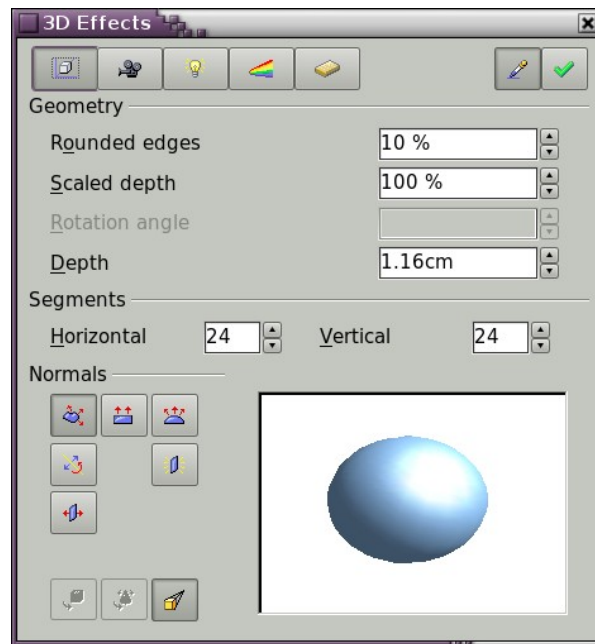 3D Effects
Geometry
Rounded edges 10 %
Scaled depth 100 %
Rotation angle
Depth 1.16cm
Segments
Horizontal 24 Vertical 24
Normals